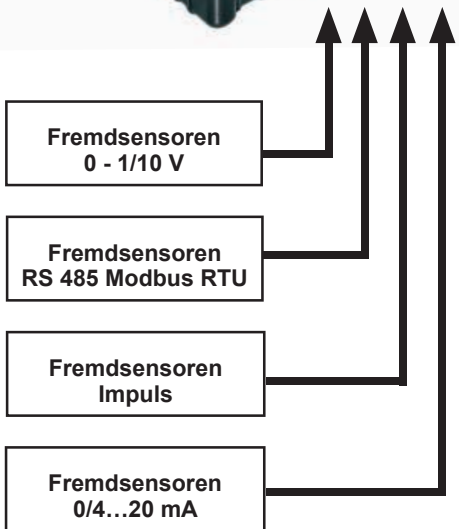 Fremdsensoren
0 - 1/10 V
Fremdsensoren
RS 485 Modbus RTU
Fremdsensoren
Impuls
Fremdsensoren
0/4…20 mA